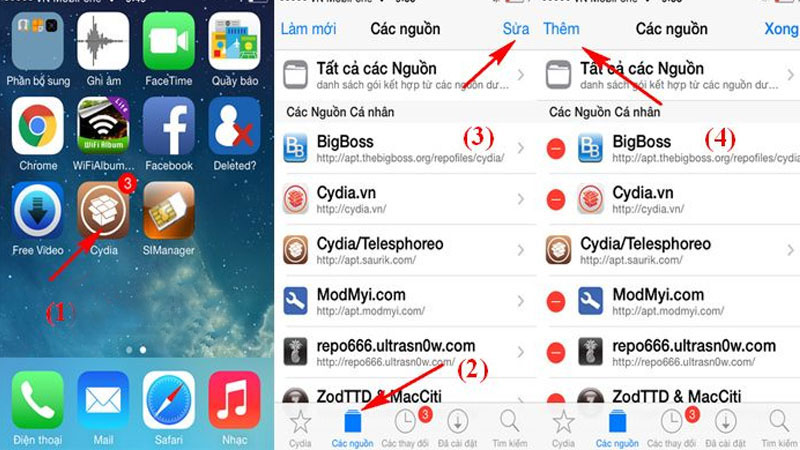 Phần bổ sung
Ghi âm
FaceTime
Quầy báo
Lite
WiFi Album
Chrome
WiFiAlbum...
Facebook
Deleted?
3
Free Video
Cydia
SIManager
(1)
Điện thoại
Mail
Safari
Nhạc
Làm mới
Các nguồn
Sửa
Tất cả các Nguồn
danh sách gói kết hợp từ các nguồn dư...
Các Nguồn Cá nhân
(3)
BigBoss
http://apt.thebigboss.org/repofiles/cydia/
Cydia.vn
http://cydia.vn/
Cydia/Telesphoreo
http://apt.saurik.com/
ModMyi.com
http://apt.modmyi.com/
repo666.ultrasn0w.com
http://repo666.ultrasn0w.com/
(2)
ZodTTD & MacCiti
3
Cydia
Các nguồn
Các thay đổi
Đã cài đặt
Tìm kiếm
Thêm
Các nguồn
Xong
Tất cả các Nguồn
danh sách gói kết hợp từ các nguồn dư...
Các Nguồn Cá nhân
(4)
BigBoss
http://apt.thebigboss.org/repofiles/cydia
Cydia.vn
http://cydia.vn/
Cydia/Telesphoreo
http://apt.saurik.com/
ModMyi.com
http://apt.modmyi.com/
repo666.ultrasn0w.com
http://repo666.ultrasn0w.com/
ZodTTD & MacCiti
3
Cydia
Các nguồn
Các thay đổi
Đã cài đặt
Tìm kiếm